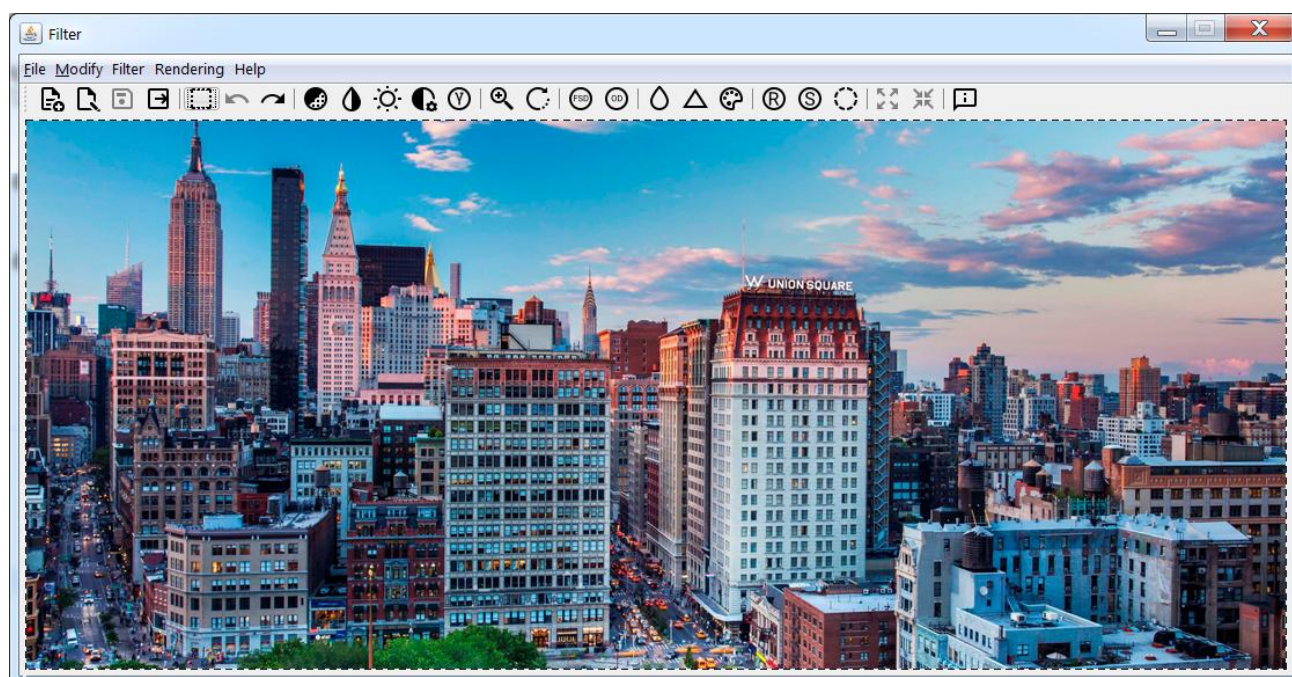 Filter
File Modify Filter Rendering Help
Y FSD OD R S
W UNION SQUARE